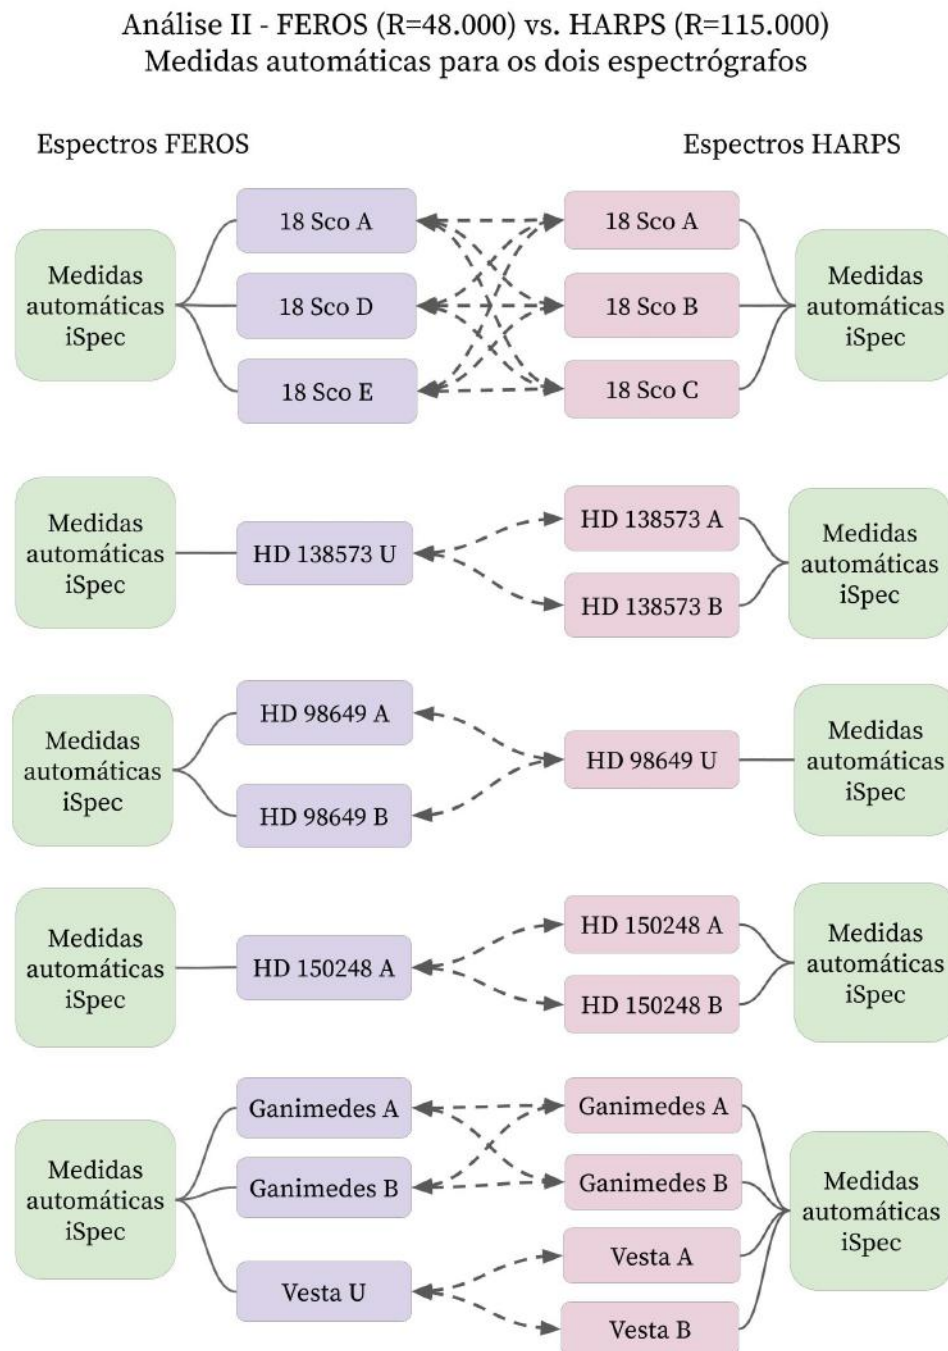 Análise II - FEROS (R=48.000) vs. HARPS (R=115.000)
Medidas automáticas para os dois espectrógrafos
Espectros FEROS
Espectros HARPS
Medidas
automáticas
iSpec
18 Sco A
18 Sco D
18 Sco E
18 Sco A
18 Sco B
18 Sco C
Medidas
automáticas
iSpec
Medidas
automáticas
iSpec
HD 138573 U
HD 138573 A
HD 138573 B
Medidas
automáticas
iSpec
Medidas
automáticas
iSpec
HD 98649 A
HD 98649 B
HD 98649 U
Medidas
automáticas
iSpec
Medidas
automáticas
iSpec
HD 150248 A
HD 150248 A
HD 150248 B
Medidas
automáticas
iSpec
Medidas
automáticas
iSpec
Ganimedes A
Ganimedes B
Vesta U
Ganimedes A
Ganimedes B
Vesta A
Vesta B
Medidas
automáticas
iSpec